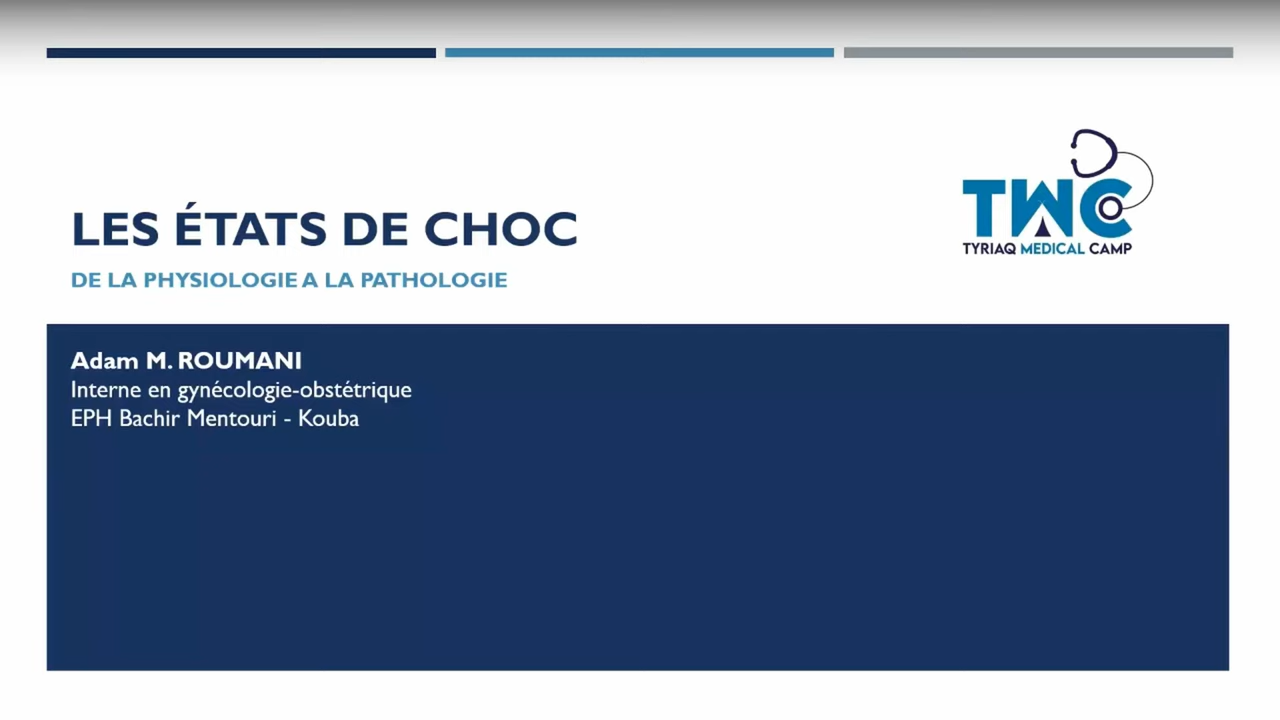 LES ÉTATS DE CHOC
DE LA PHYSIOLOGIE A LA PATHOLOGIE
TWC
TYRIAQ MEDICAL CAMP
Adam M. ROUMANI
Interne en gynécologie-obstétrique
EPH Bachir Mentouri - Kouba